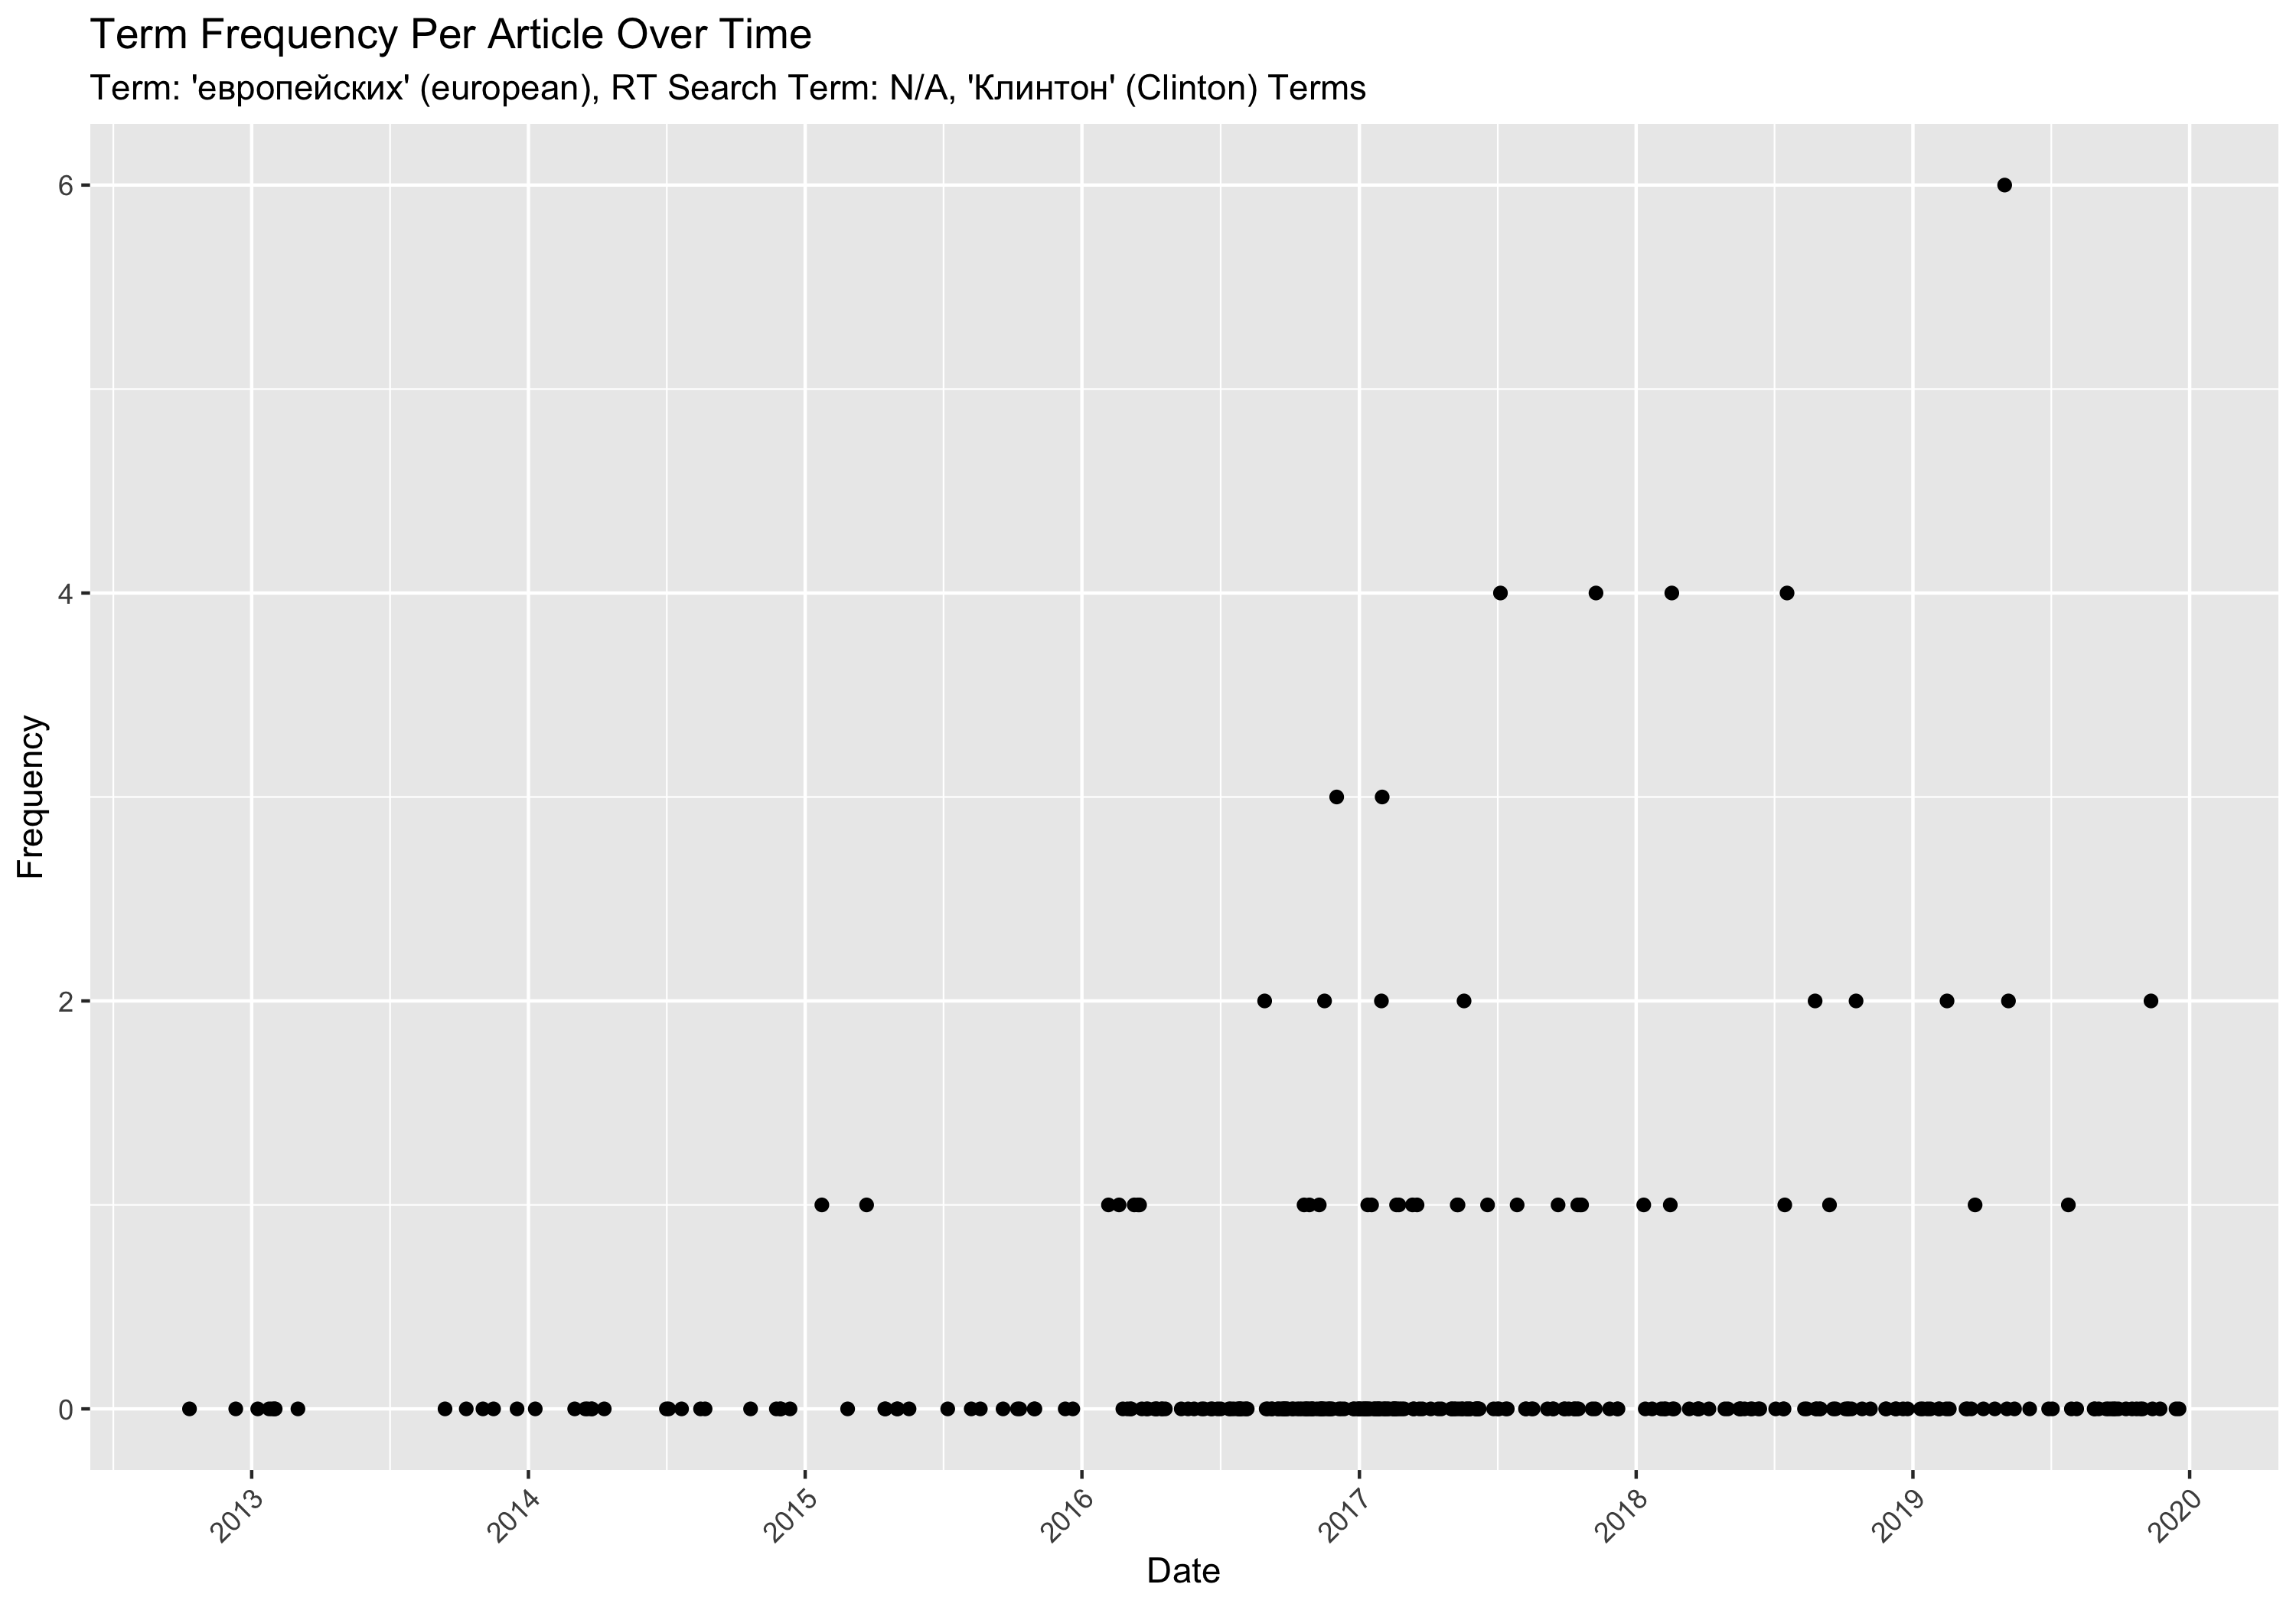 Term Frequency Per Article Over Time
Term: 'европейских' (european), RT Search Term: N/A, 'Клинтон' (Clinton) Terms
Frequency
6
4
2
0
2013 2014 2015 2016 2017 2018 2019 2020
Date